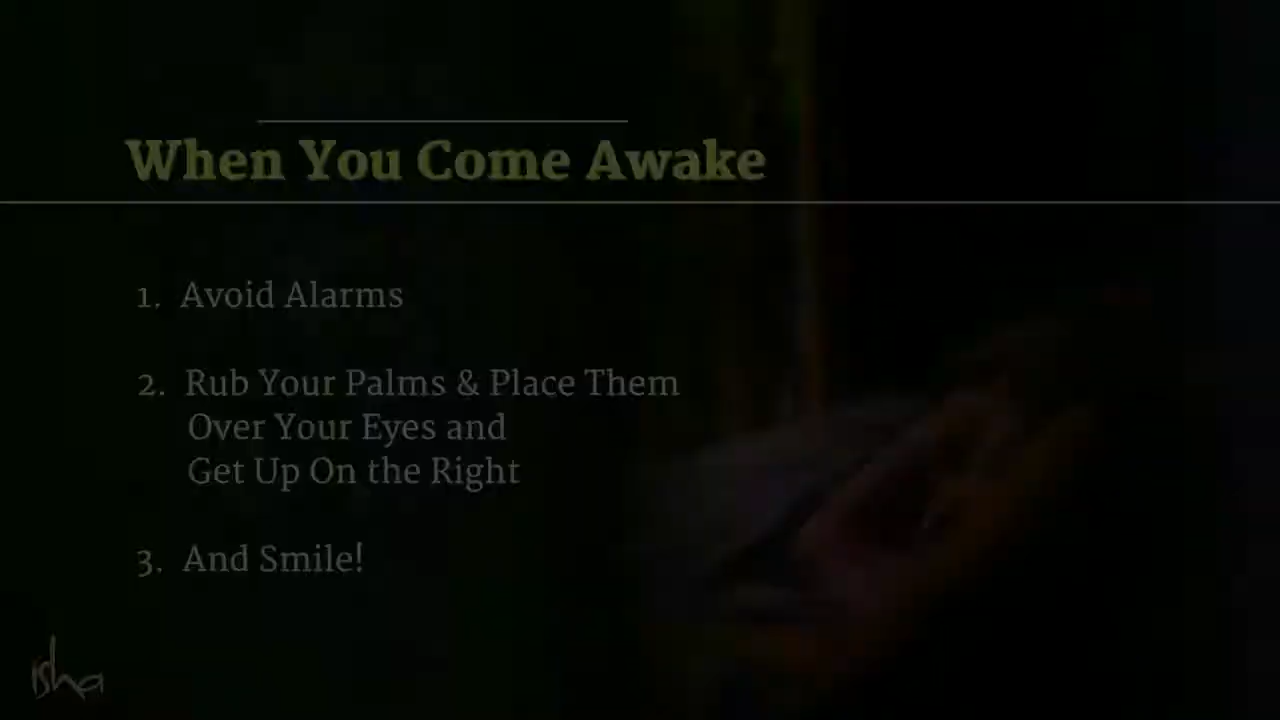 When You Come Awake
1. Avoid Alarms
2. Rub Your Palms & Place Them
Over Your Eyes and
Get Up On the Right
3. And Smile!
isha